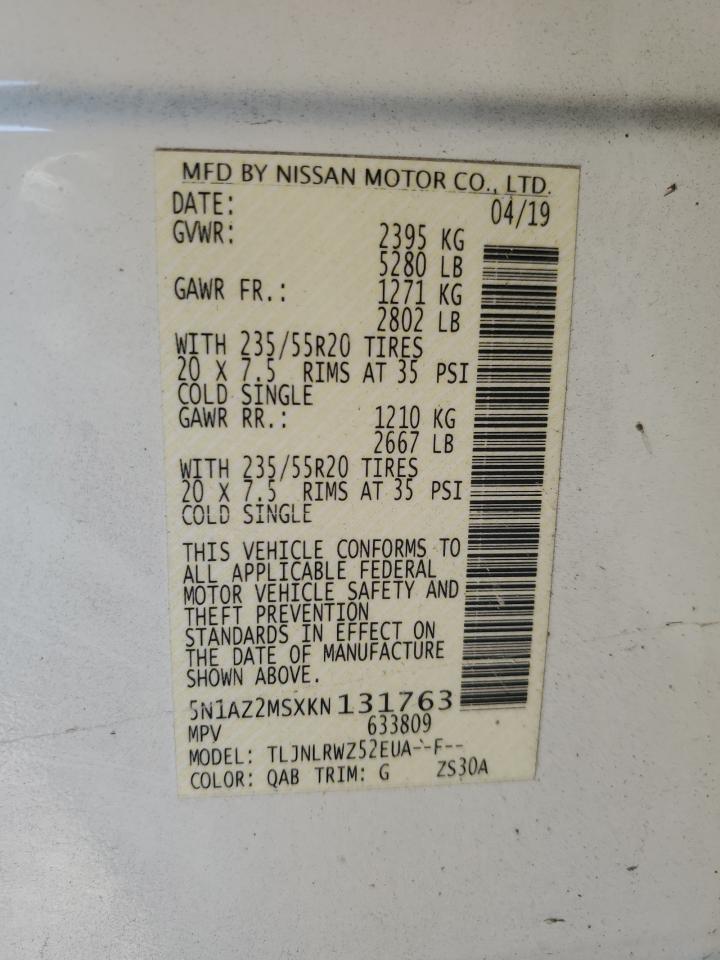 MFD BY NISSAN MOTOR CO., LTD.
DATE: 04/19
GVWR: 2395 KG
5280 LB
GAWR FR.: 1271 KG
2802 LB
WITH 235/55R20 TIRES
20 X 7.5 RIMS AT 35 PSI
COLD SINGLE
GAWR RR.: 1210 KG
2667 LB
WITH 235/55R20 TIRES
20 X 7.5 RIMS AT 35 PSI
COLD SINGLE
THIS VEHICLE CONFORMS TO
ALL APPLICABLE FEDERAL
MOTOR VEHICLE SAFETY AND
THEFT PREVENTION
STANDARDS IN EFFECT ON
THE DATE OF MANUFACTURE
SHOWN ABOVE.
5N1AZ2MSXKN131763
MPV 633809
MODEL: TLJNLRWZ52EUA--F--
COLOR: QAB TRIM: G ZS30A